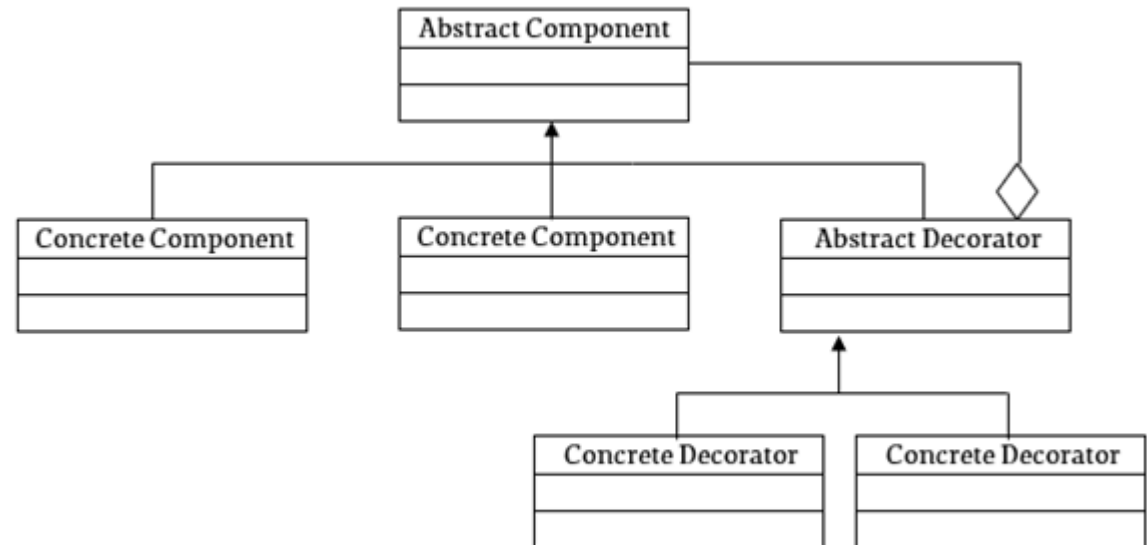 Abstract Component
Concrete Component
Concrete Component
Abstract Decorator
Concrete Decorator
Concrete Decorator